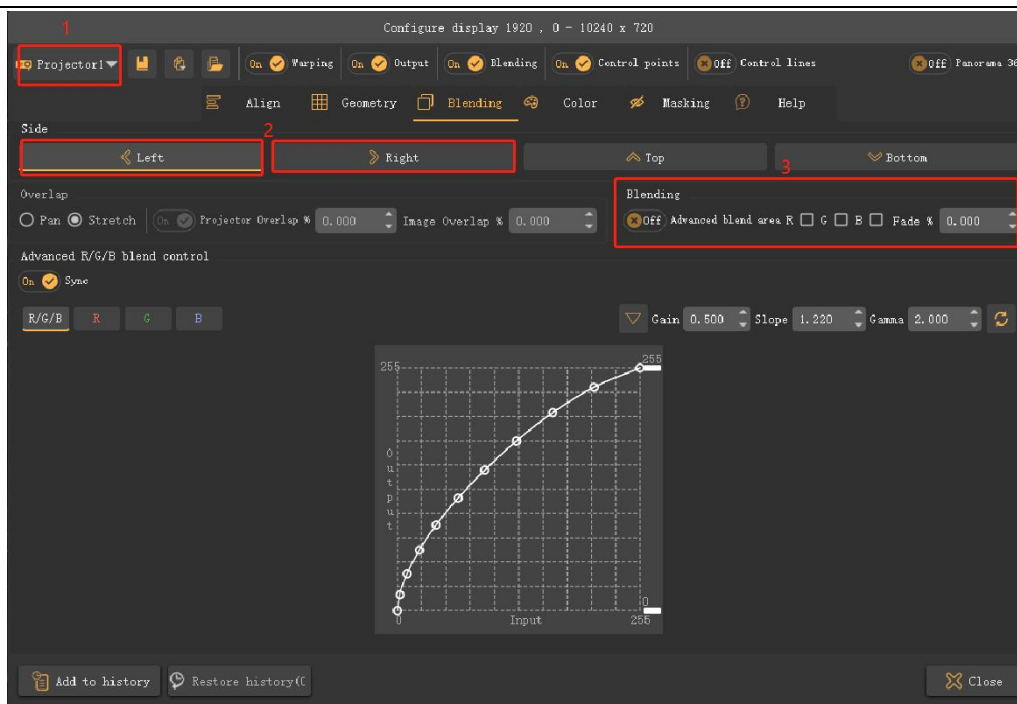 Configure display 1920 , 0 - 10240 x 720
1
Projector1 On Warping On Output On Blending On Control points Off Control lines Off Panorama 36
Align Geometry Blending Color Masking Help
Side
2
Left Right Top Bottom
3
Overlap Blending
Pan Stretch On Projector Overlap % 0.000 Image Overlap % 0.000 Off Advanced blend area R G B Fade % 0.000
Advanced R/G/B blend control
On Sync
R/G/B R G B Gain 0.500 Slope 1.220 Gamma 2.000
255 255
Output
0
0 Input 255
Add to history Restore history(C Close